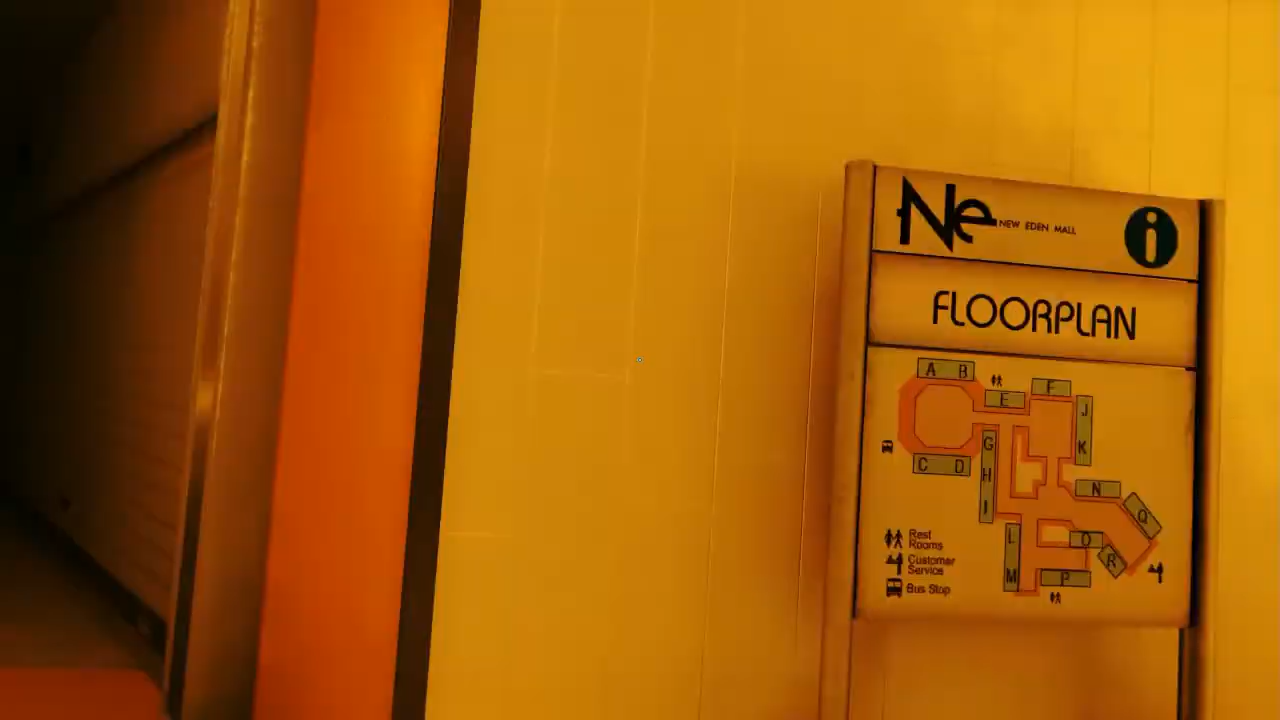 Ne NEW EDEN MALL i
FLOORPLAN
A B
E F
J
G
C D
K
H
N
I
Q
L
O
R
M P
Rest
Rooms
Customer
Service
Bus Stop